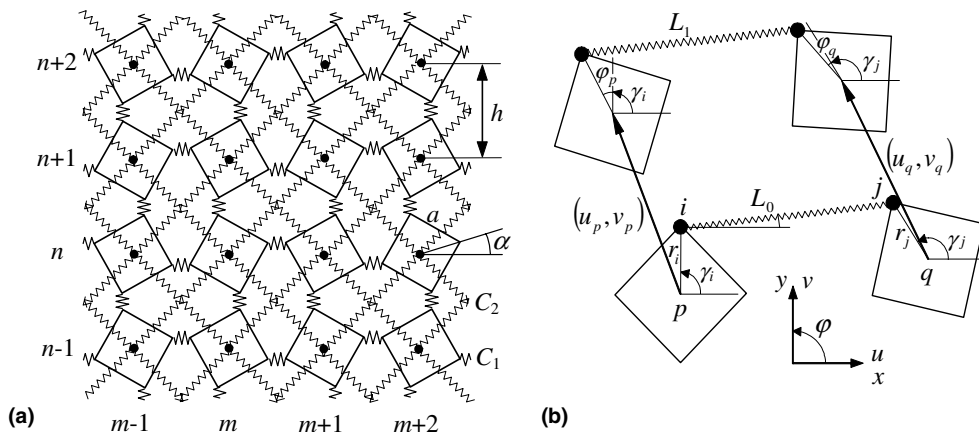 n+2
h
n+1
a
n
α
C₂
n-1
C₁
(a)
m-1 m m+1 m+2
L₁
φp γi
φq γj
(up,vp)
(uq,vq)
i
L₀
j
ri
γi
p
rj
γj
q
y v
φ
u
x
(b)